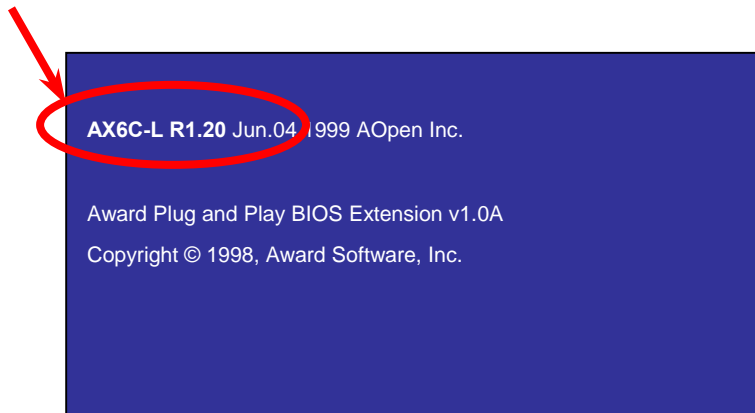 AX6C-L R1.20 Jun.04 1999 AOpen Inc.
Award Plug and Play BIOS Extension v1.0A
Copyright © 1998, Award Software, Inc.